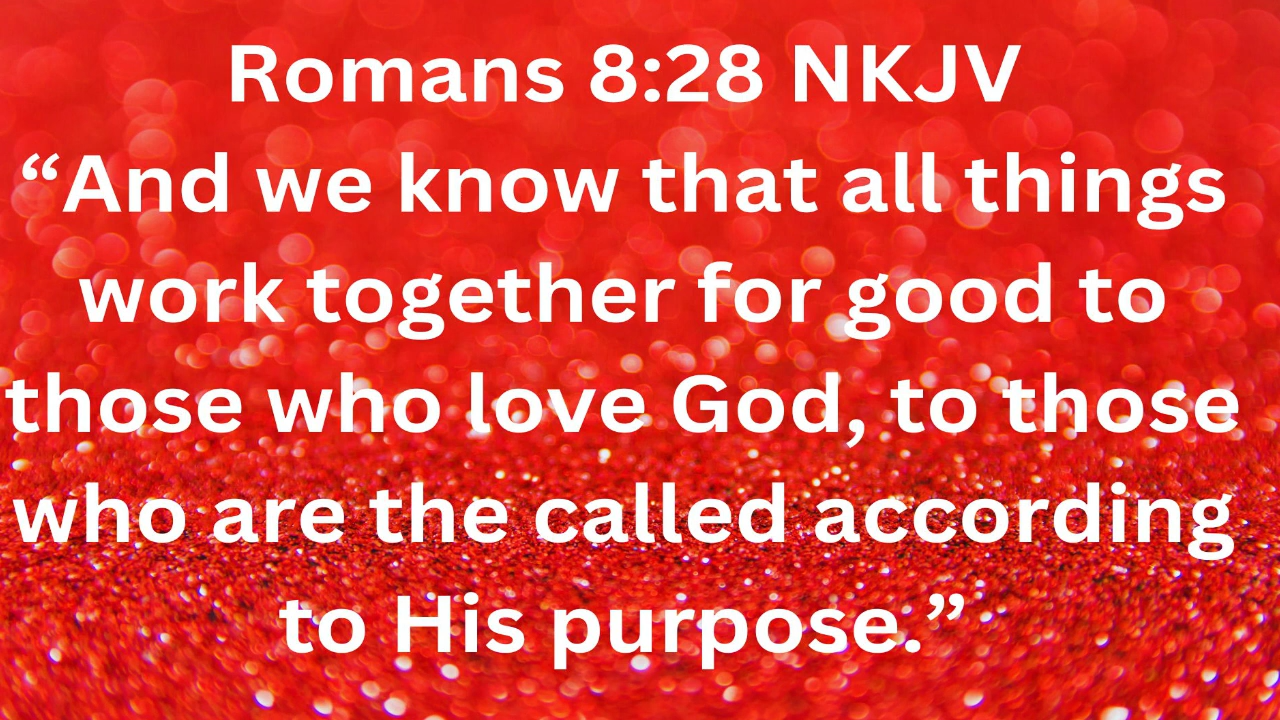 Romans 8:28 NKJV
“And we know that all things
work together for good to
those who love God, to those
who are the called according
to His purpose.”